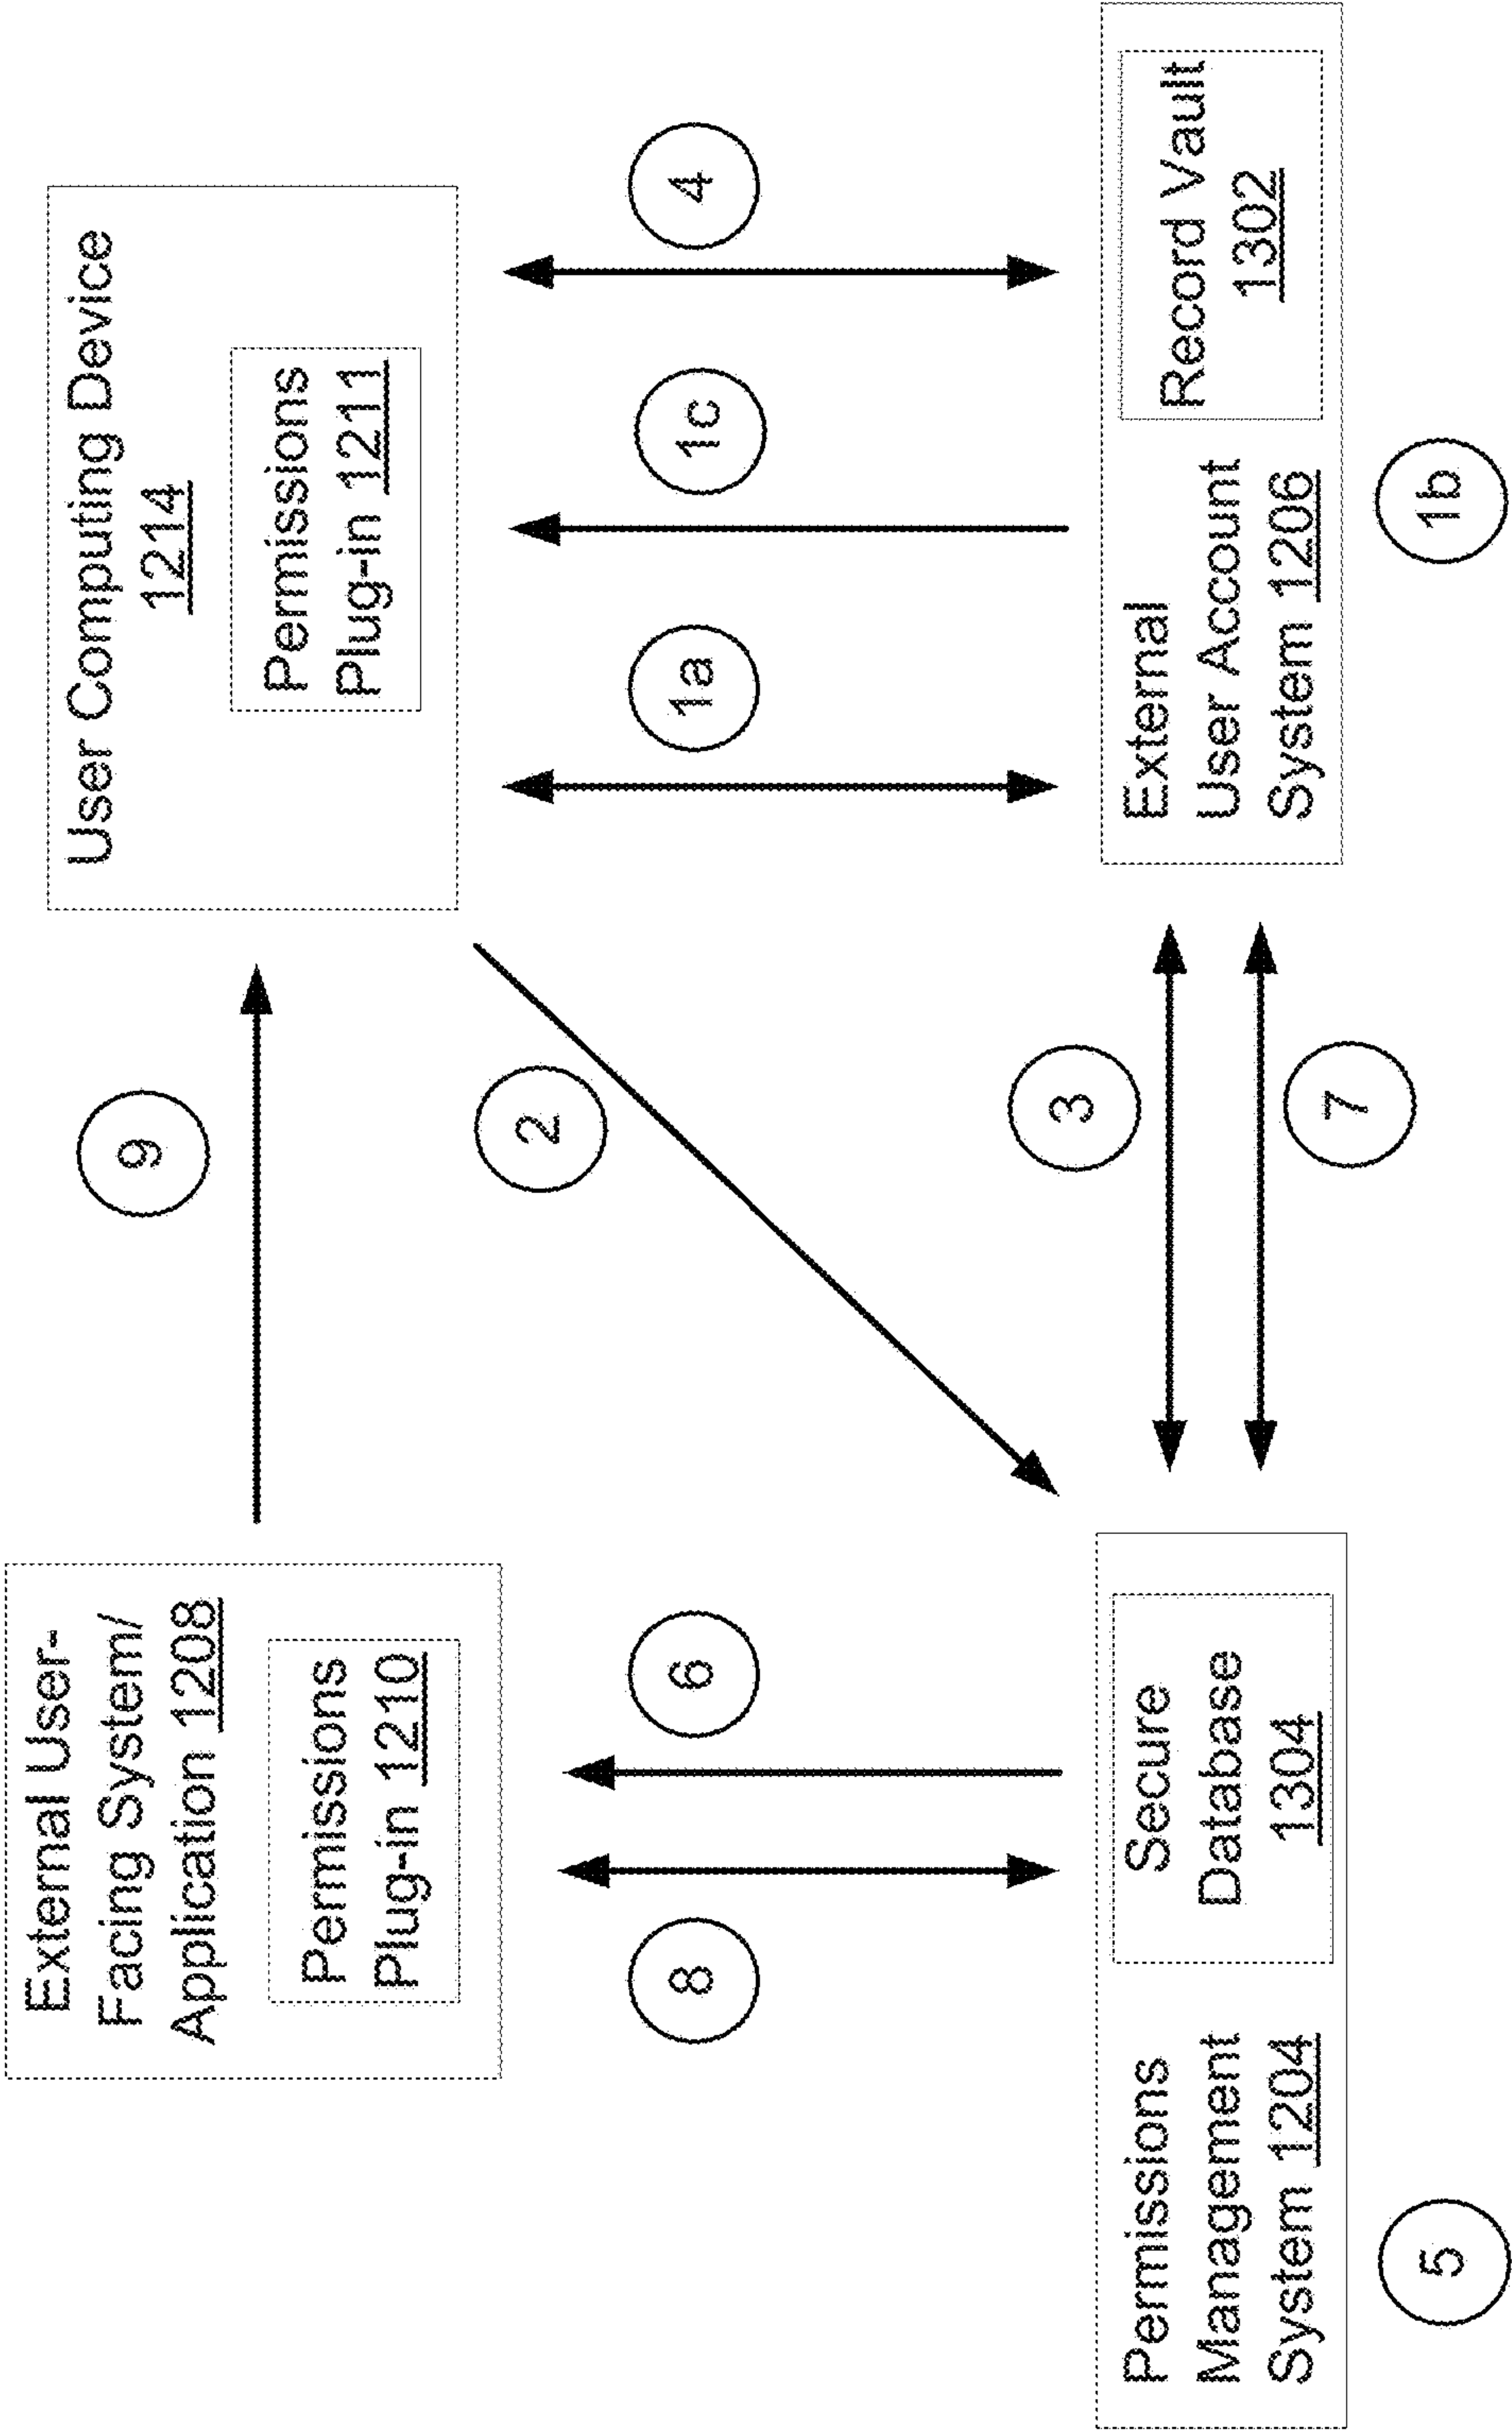 External User-
Facing System/
Application 1208
Permissions
Plug-in 1210
9
User Computing Device
1214
Permissions
Plug-in 1211
2
8
6
1a
1c
4
3
7
Permissions
Management
System 1204
Secure
Database
1304
External
User Account
System 1206
Record Vault
1302
5
1b